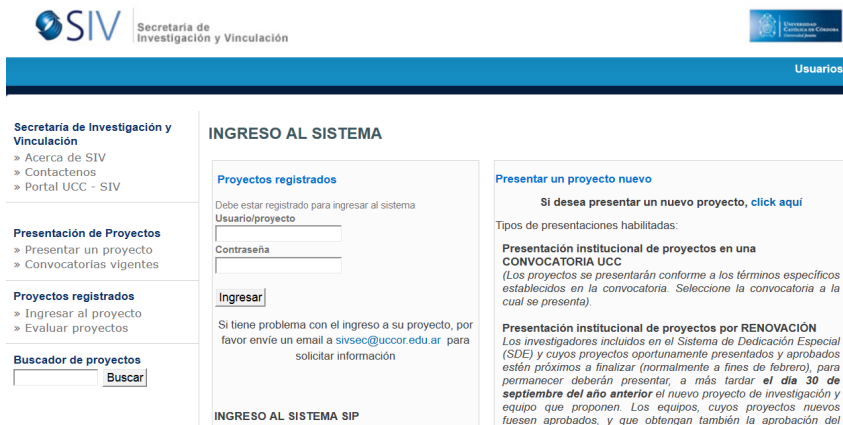 SIV
Secretaría de
Investigación y Vinculación
UNIVERSIDAD
CATÓLICA DE CÓRDOBA
Universidad Jesuita
Usuarios
Secretaría de Investigación y
Vinculación
» Acerca de SIV
» Contactenos
» Portal UCC - SIV
Presentación de Proyectos
» Presentar un proyecto
» Convocatorias vigentes
Proyectos registrados
» Ingresar al proyecto
» Evaluar proyectos
Buscador de proyectos
Buscar
INGRESO AL SISTEMA
Proyectos registrados
Debe estar registrado para ingresar al sistema
Usuario/proyecto
Contraseña
Ingresar
Si tiene problema con el ingreso a su proyecto, por
favor envíe un email a sivsec@uccor.edu.ar para
solicitar información
INGRESO AL SISTEMA SIP
Presentar un proyecto nuevo
Si desea presentar un nuevo proyecto, click aquí
Tipos de presentaciones habilitadas:
Presentación institucional de proyectos en una
CONVOCATORIA UCC
(Los proyectos se presentarán conforme a los términos específicos
establecidos en la convocatoria. Seleccione la convocatoria a la
cual se presenta).
Presentación institucional de proyectos por RENOVACIÓN
Los investigadores incluidos en el Sistema de Dedicación Especial
(SDE) y cuyos proyectos oportunamente presentados y aprobados
estén próximos a finalizar (normalmente a fines de febrero), para
permanecer deberán presentar, a más tardar el día 30 de
septiembre del año anterior el nuevo proyecto de investigación y
equipo que proponen. Los equipos, cuyos proyectos nuevos
fuesen aprobados, y que obtengan también la aprobación del